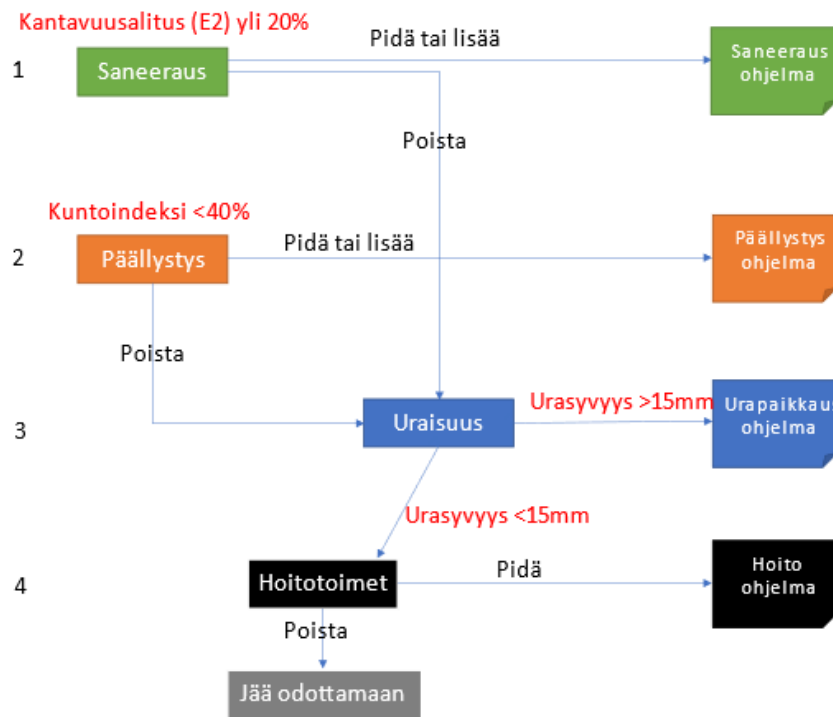 Kantavuusalitus (E2) yli 20%
Pidä tai lisää
1
Saneeraus
Saneeraus
ohjelma
Poista
Kuntoindeksi <40%
2
Päällystys
Pidä tai lisää
Päällystys
ohjelma
Poista
3
Uraisuus
Urasyvyys >15mm
Urapaikkaus
ohjelma
Urasyvyys <15mm
4
Hoitotoimet
Pidä
Hoito
ohjelma
Poista
Jää odottamaan